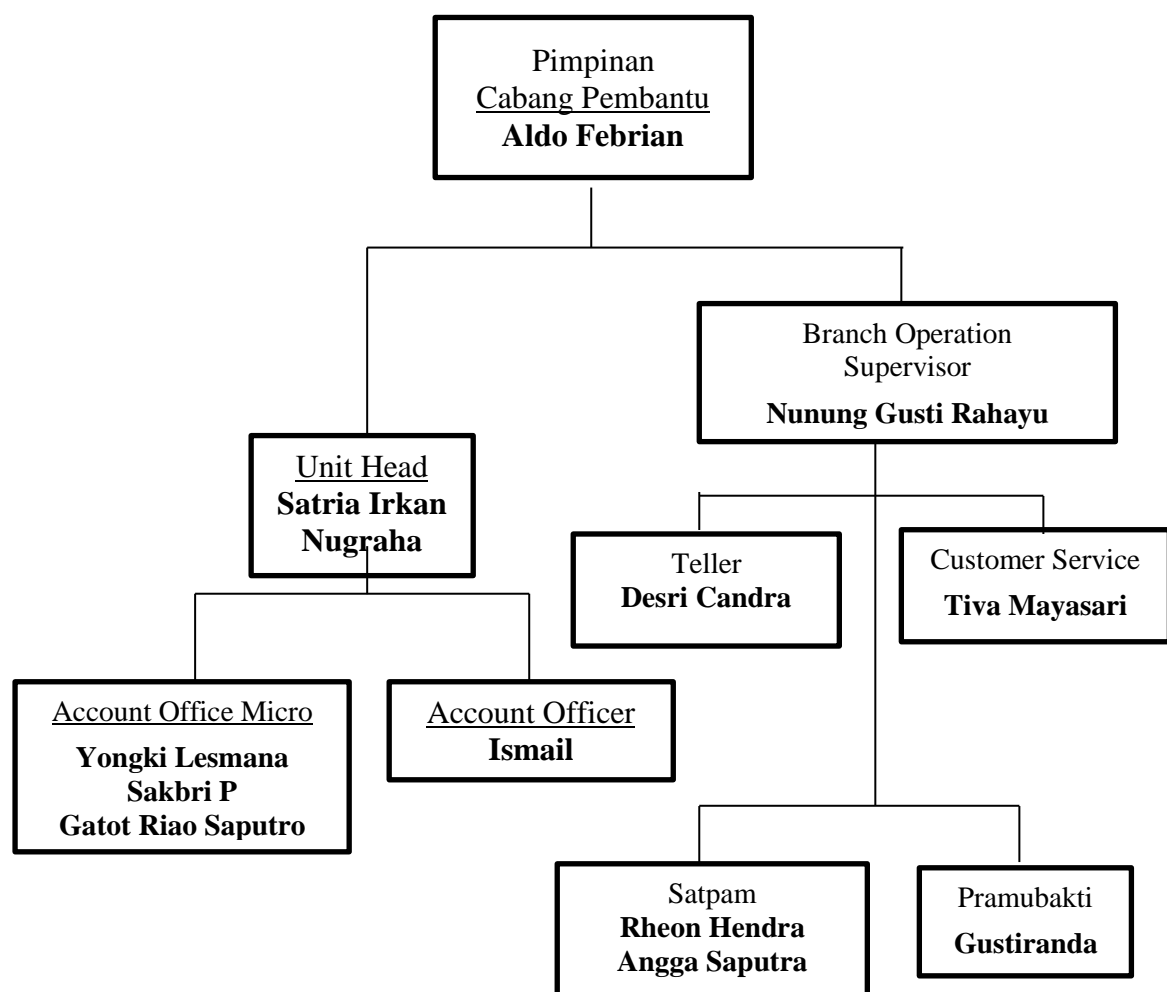 Pimpinan
Cabang Pembantu
Aldo Febrian
Branch Operation
Supervisor
Nunung Gusti Rahayu
Unit Head
Satria Irkan
Nugraha
Teller
Desri Candra
Customer Service
Tiva Mayasari
Account Office Micro
Yongki Lesmana
Sakbri P
Gatot Riao Saputro
Account Officer
Ismail
Satpam
Rheon Hendra
Angga Saputra
Pramubakti
Gustiranda